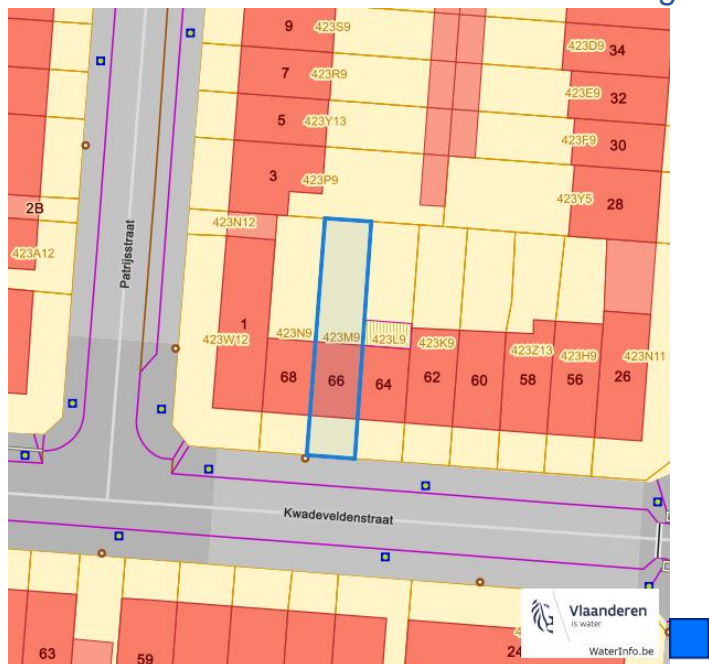 9 423S9
423D9 34
7 423R9
423E9 32
5 423Y13
423F9 30
3 423P9
423Y5 28
2B
423N12
423A12
Patrijsstraat
1
423W12
423N9 423M9 423L9 423K9
423Z13 423H9 423N11
68 66 64 62 60 58 56 26
Kwadeveldenstraat
63
59
24
Vlaanderen
is water
WaterInfo.be